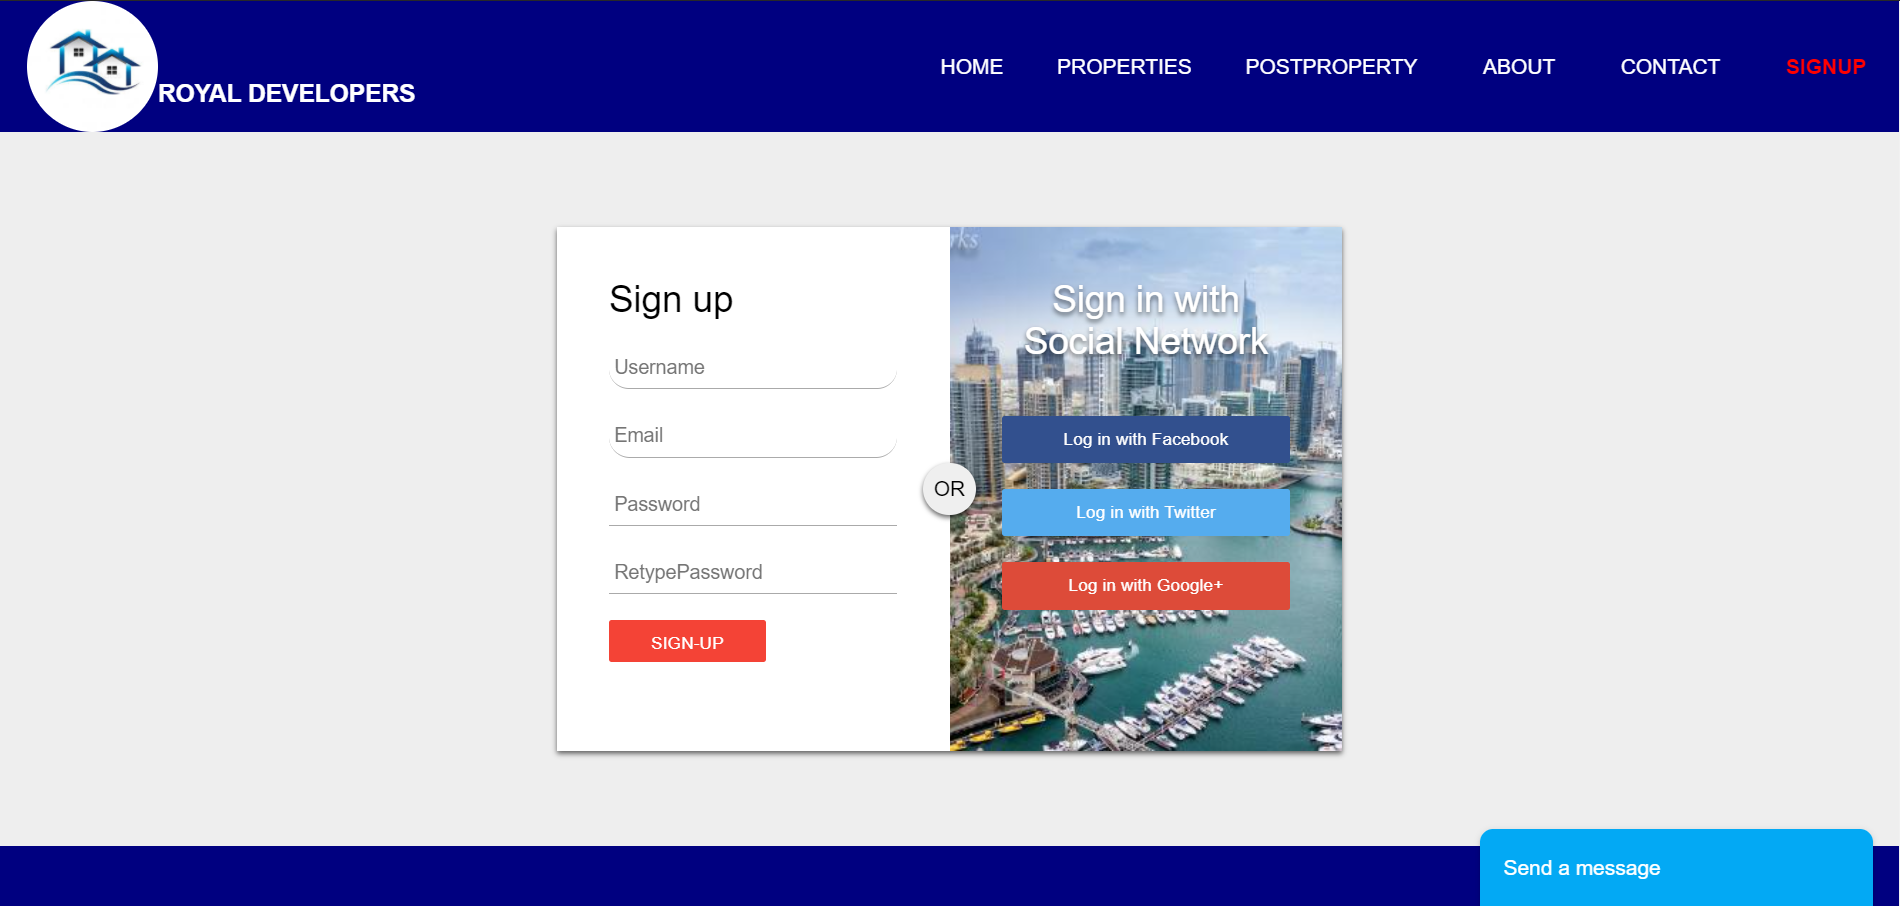 ROYAL DEVELOPERS
HOME PROPERTIES POSTPROPERTY ABOUT CONTACT SIGNUP
Sign up
Username
Email
Password
RetypePassword
SIGN-UP
OR
rks
Sign in with
Social Network
Log in with Facebook
Log in with Twitter
Log in with Google+
Send a message